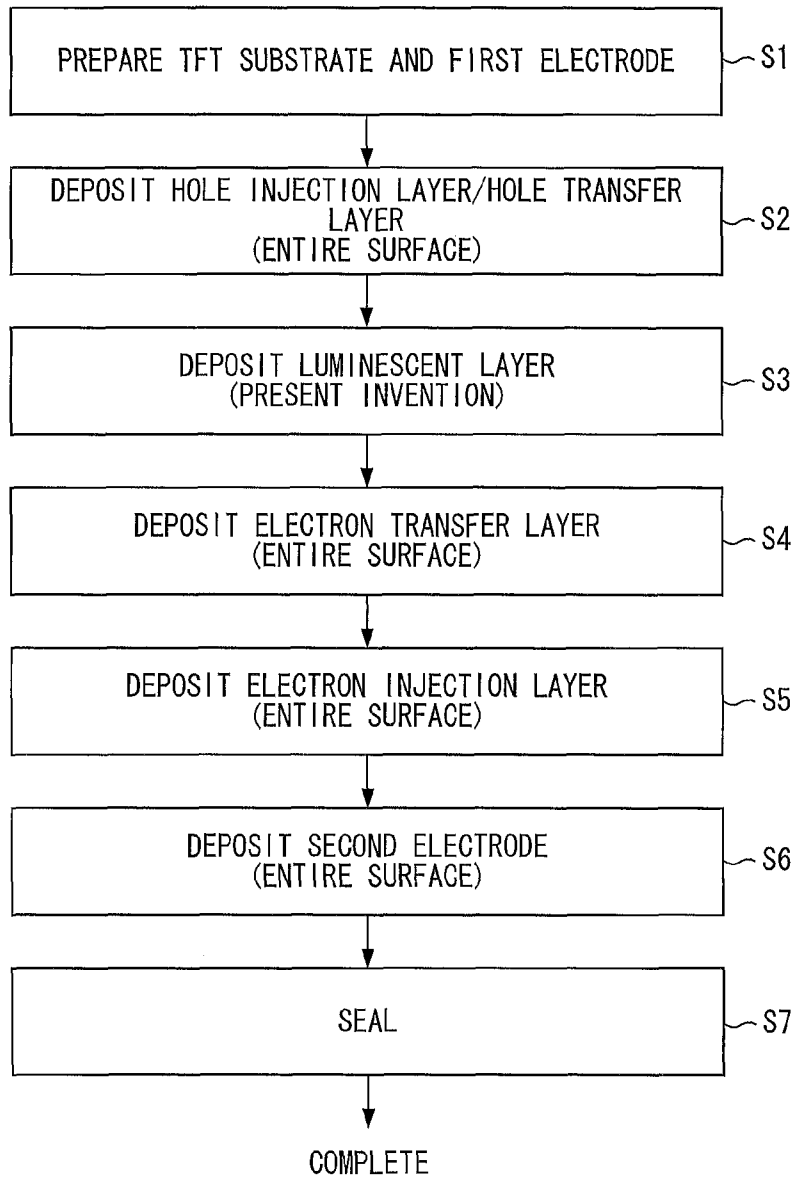 PREPARE TFT SUBSTRATE AND FIRST ELECTRODE
S1
DEPOSIT HOLE INJECTION LAYER/HOLE TRANSFER
LAYER
(ENTIRE SURFACE)
S2
DEPOSIT LUMINESCENT LAYER
(PRESENT INVENTION)
S3
DEPOSIT ELECTRON TRANSFER LAYER
(ENTIRE SURFACE)
S4
DEPOSIT ELECTRON INJECTION LAYER
(ENTIRE SURFACE)
S5
DEPOSIT SECOND ELECTRODE
(ENTIRE SURFACE)
S6
SEAL
S7
COMPLETE